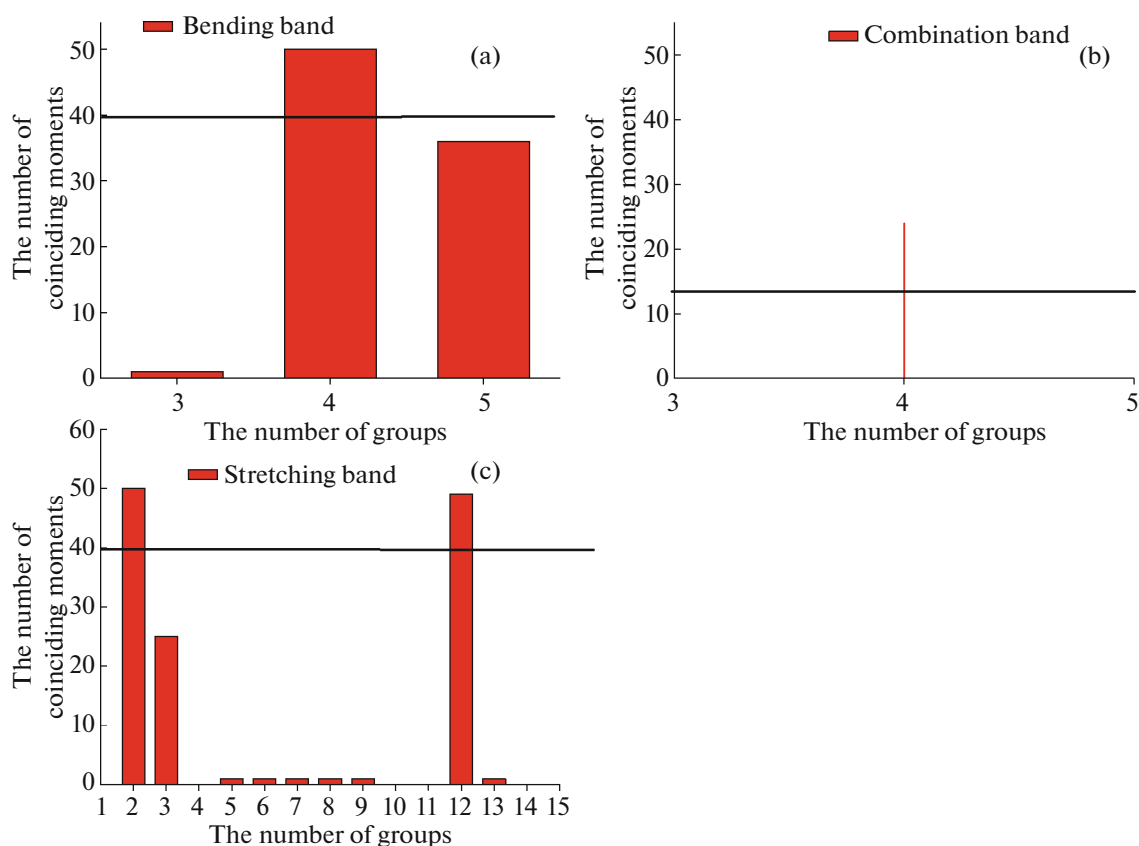 Bending band
(a)
The number of
coinciding moments
50
40
30
20
10
0
3 4 5
The number of groups
Combination band
(b)
The number of
coinciding moments
50
40
30
20
10
0
3 4 5
The number of groups
Stretching band
(c)
The number of
coinciding moments
60
50
40
30
20
10
0
1 2 3 4 5 6 7 8 9 10 11 12 13 14 15
The number of groups